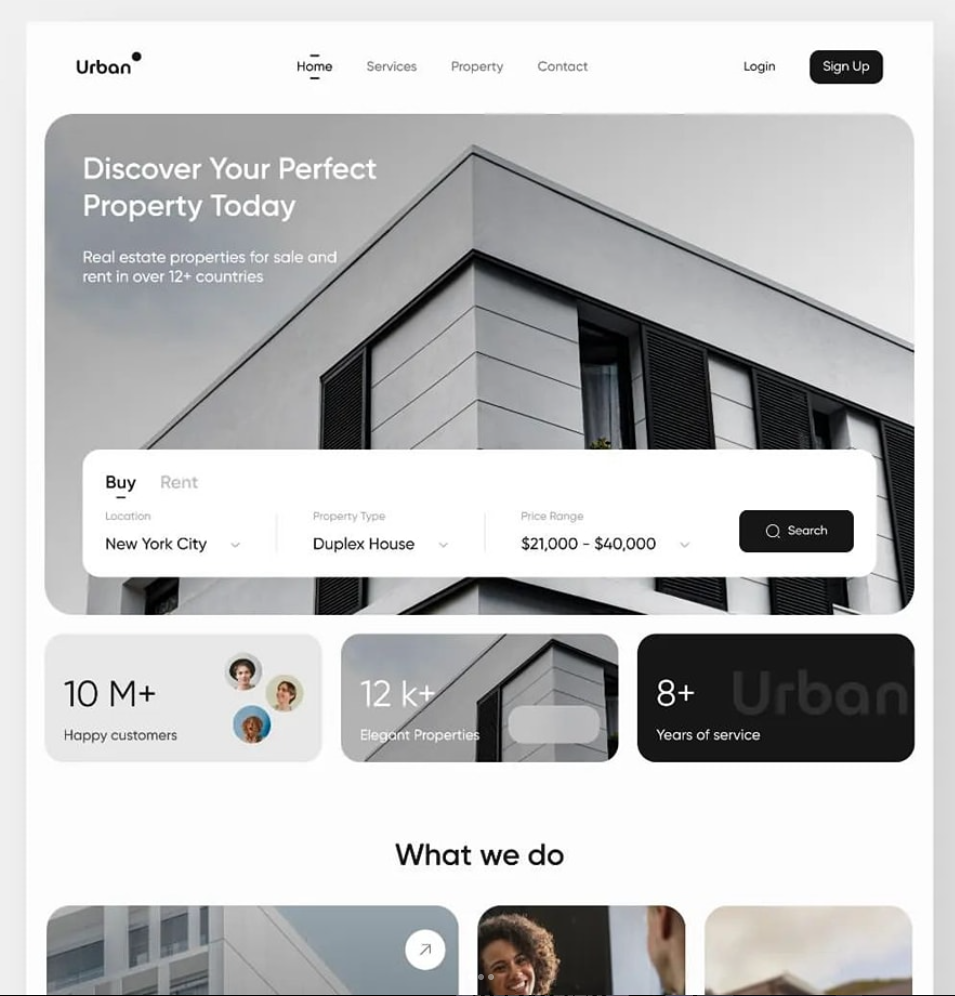 Urban
Home
Services
Property
Contact
Login
Sign Up
Discover Your Perfect
Property Today
Real estate properties for sale and
rent in over 12+ countries
Buy
Rent
Location
New York City
Property Type
Duplex House
Price Range
$21,000 - $40,000
Search
10 M+
Happy customers
12 k+
Elegant Properties
8+
Urban
Years of service
What we do